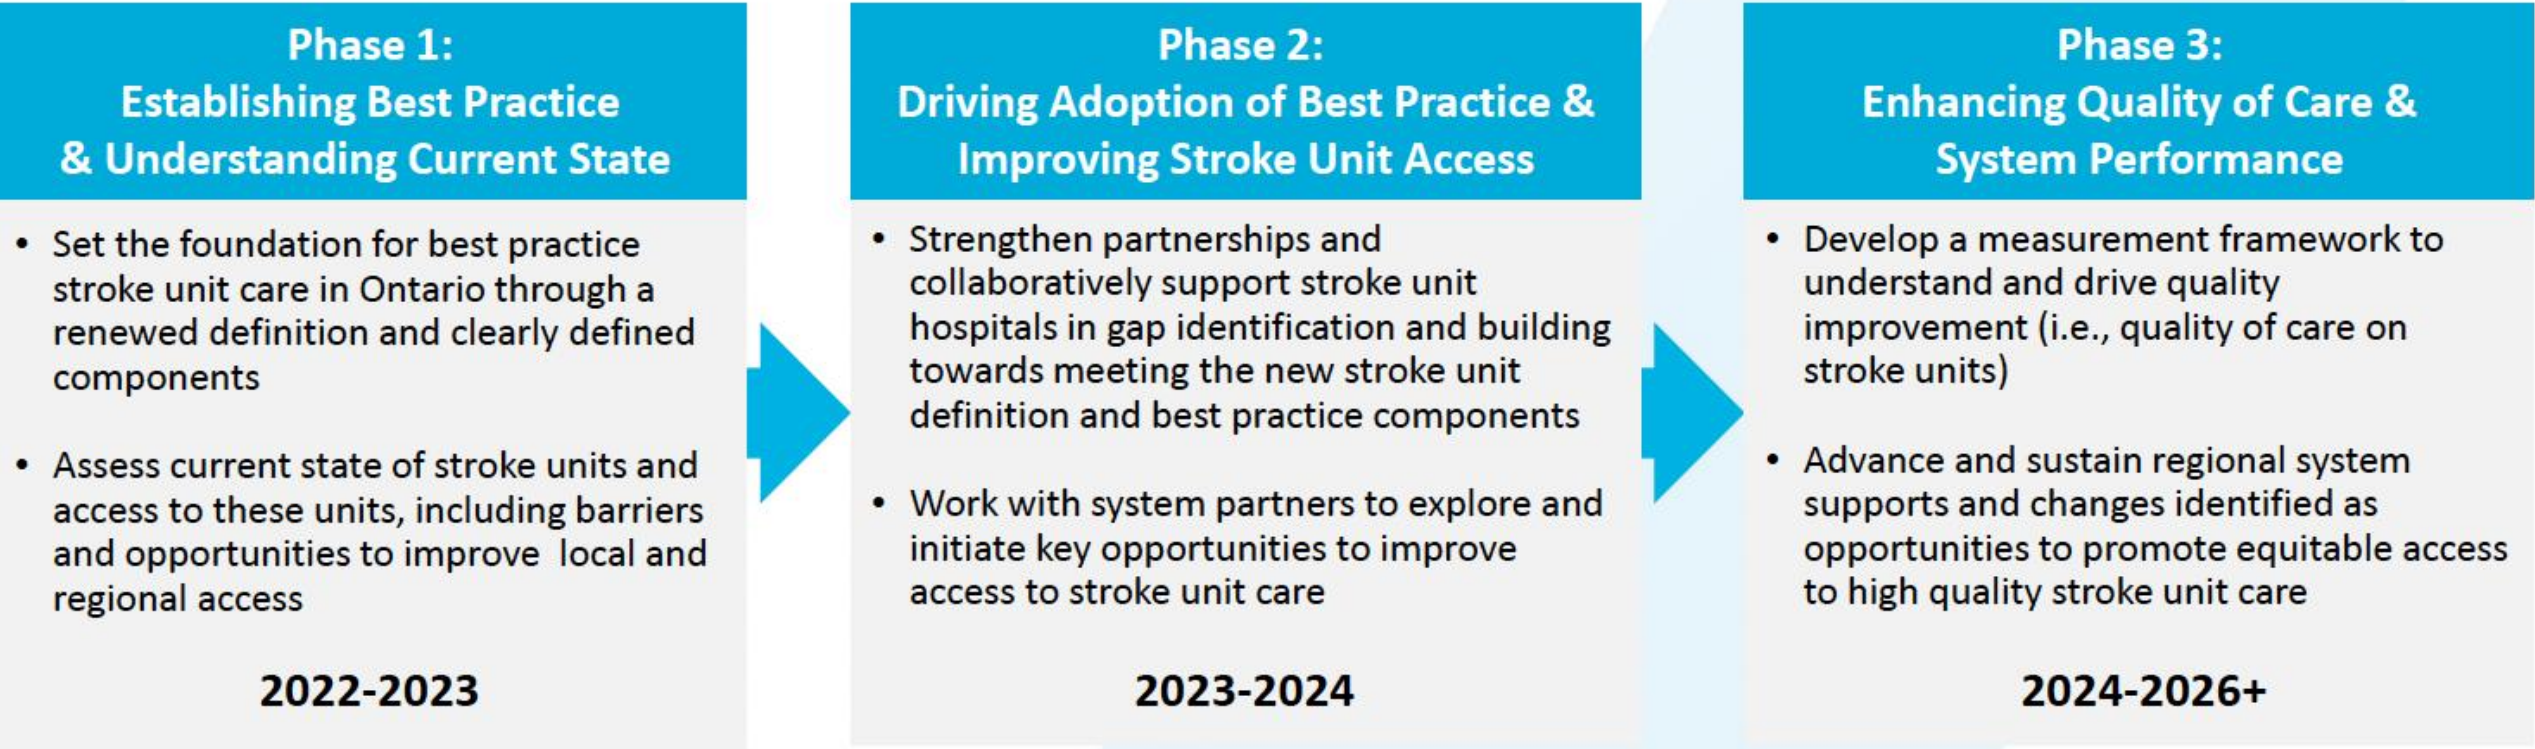 Phase 1:
Establishing Best Practice
& Understanding Current State
• Set the foundation for best practice
stroke unit care in Ontario through a
renewed definition and clearly defined
components
• Assess current state of stroke units and
access to these units, including barriers
and opportunities to improve  local and
regional access
2022-2023
Phase 2:
Driving Adoption of Best Practice &
Improving Stroke Unit Access
• Strengthen partnerships and
collaboratively support stroke unit
hospitals in gap identification and building
towards meeting the new stroke unit
definition and best practice components
• Work with system partners to explore and
initiate key opportunities to improve
access to stroke unit care
2023-2024
Phase 3:
Enhancing Quality of Care &
System Performance
• Develop a measurement framework to
understand and drive quality
improvement (i.e., quality of care on
stroke units)
• Advance and sustain regional system
supports and changes identified as
opportunities to promote equitable access
to high quality stroke unit care
2024-2026+